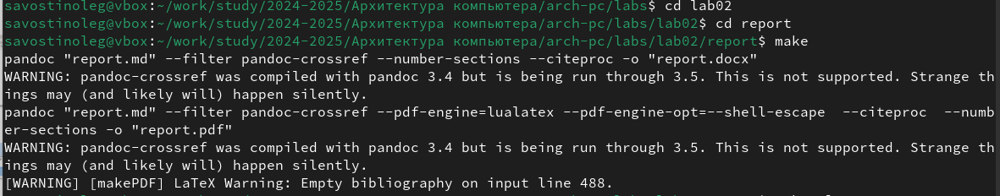 savostinoleg@vbox:~/work/study/2024-2025/Архитектура компьютера/arch-pc/labs$ cd lab02
savostinoleg@vbox:~/work/study/2024-2025/Архитектура компьютера/arch-pc/labs/lab02$ cd report
savostinoleg@vbox:~/work/study/2024-2025/Архитектура компьютера/arch-pc/labs/lab02/report$ make
pandoc "report.md" --filter pandoc-crossref --number-sections --citeproc -o "report.docx"
WARNING: pandoc-crossref was compiled with pandoc 3.4 but is being run through 3.5. This is not supported. Strange th
ings may (and likely will) happen silently.
pandoc "report.md" --filter pandoc-crossref --pdf-engine=lualatex --pdf-engine-opt=--shell-escape  --citeproc  --numb
er-sections -o "report.pdf"
WARNING: pandoc-crossref was compiled with pandoc 3.4 but is being run through 3.5. This is not supported. Strange th
ings may (and likely will) happen silently.
[WARNING] [makePDF] LaTeX Warning: Empty bibliography on input line 488.